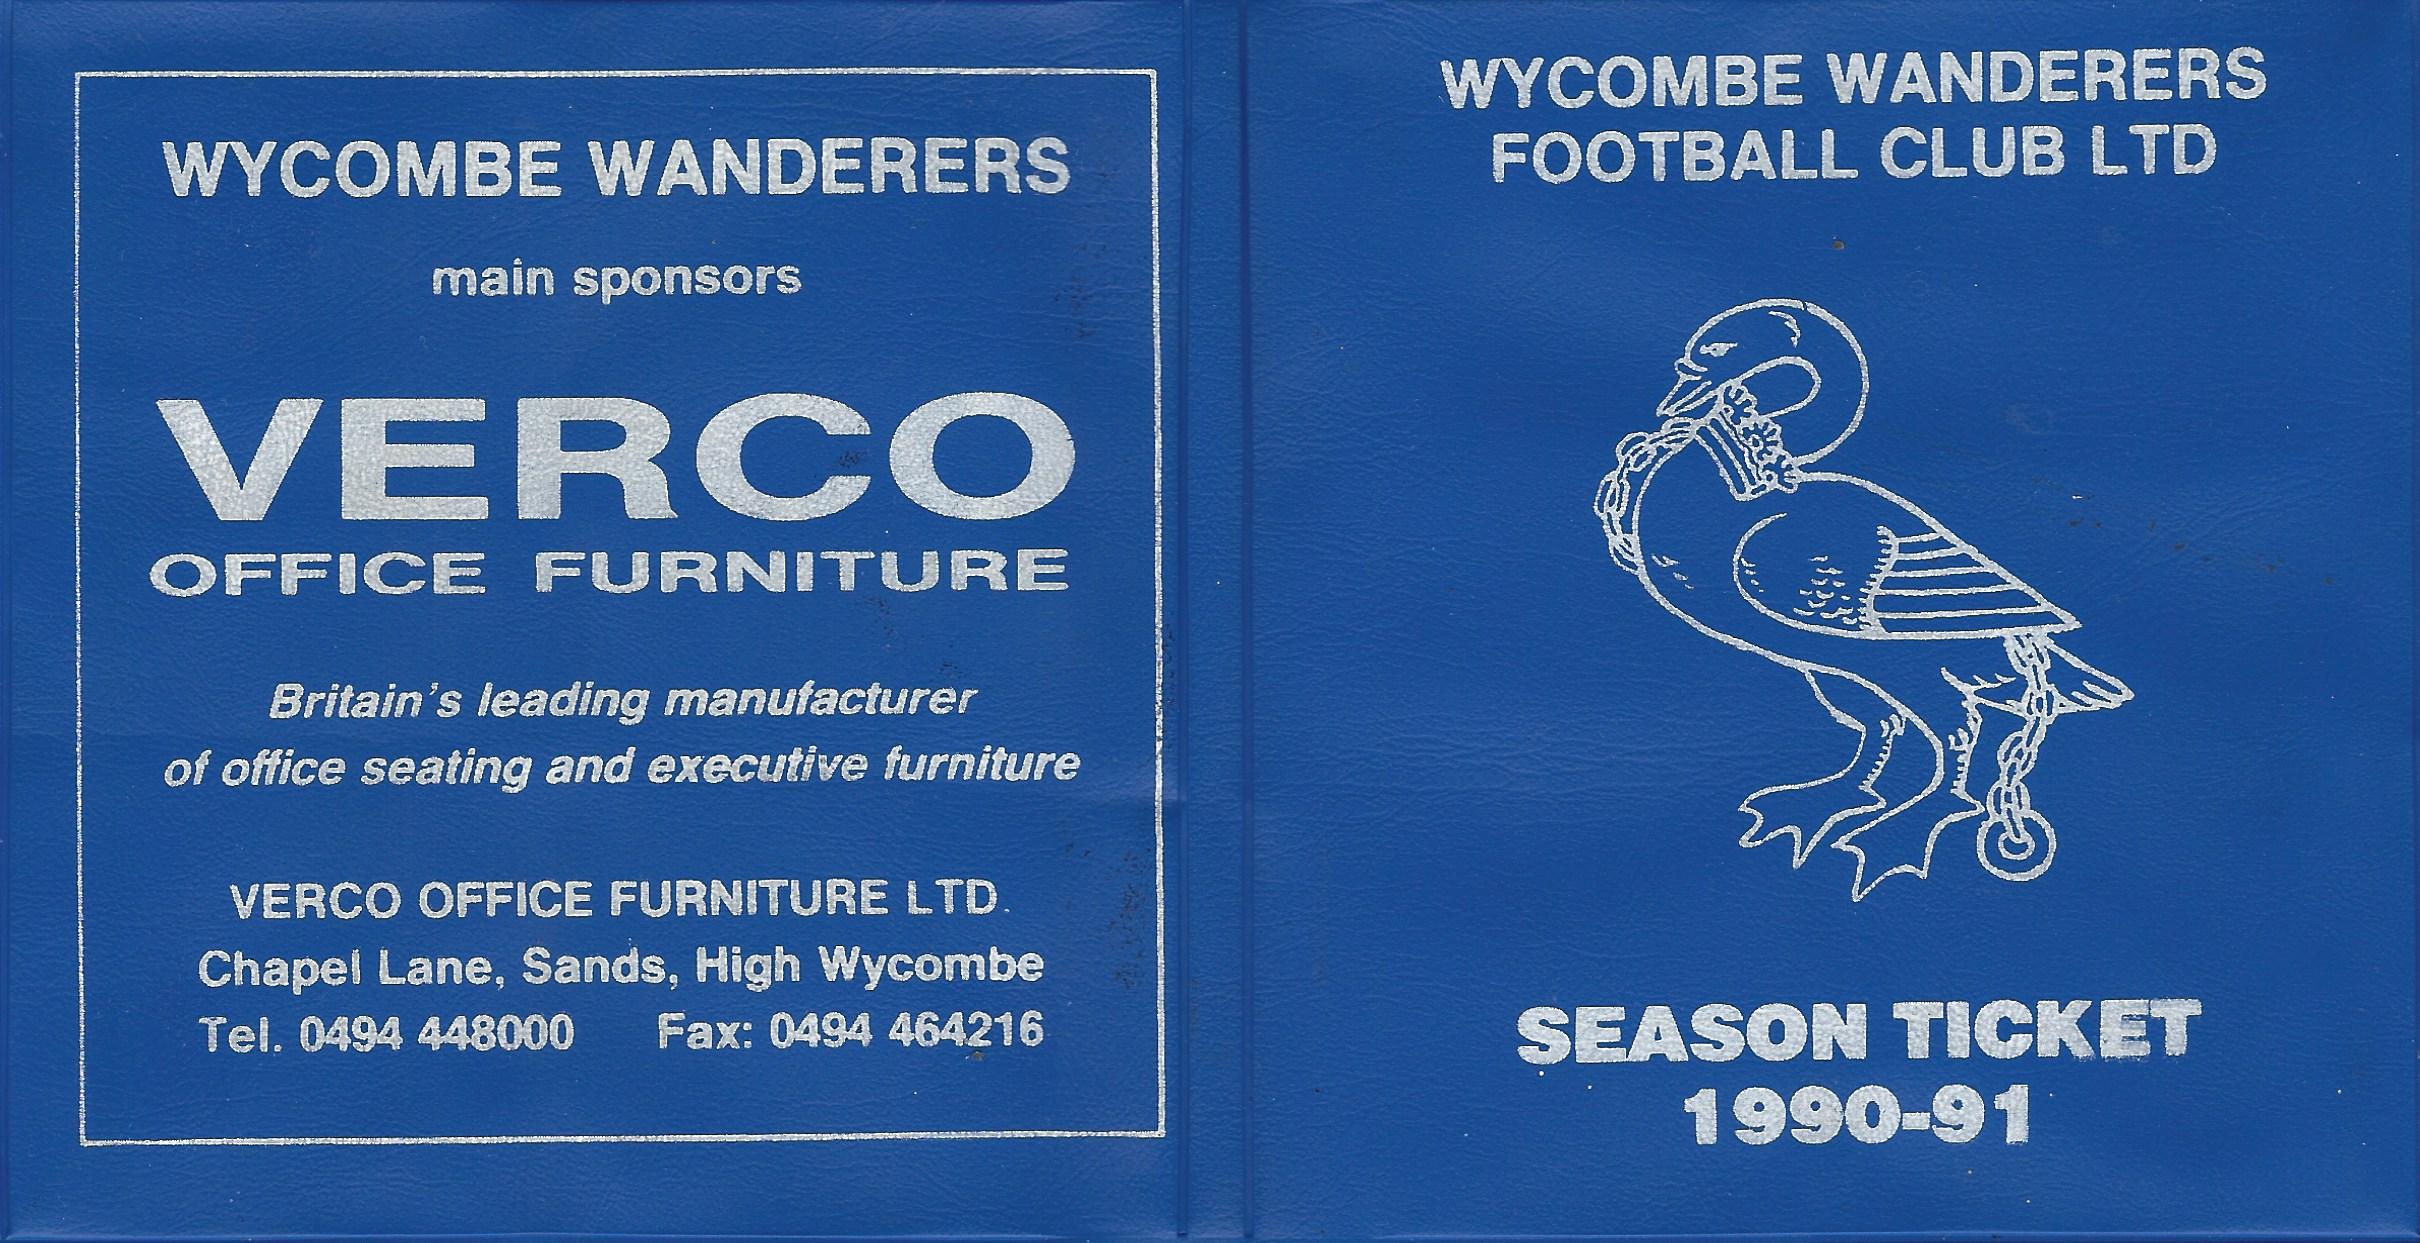 WYCOMBE WANDERERS
main sponsors
VERCO
OFFICE FURNITURE
Britain's leading manufacturer
of office seating and executive furniture
VERCO OFFICE FURNITURE LTD.
Chapel Lane, Sands, High Wycombe
Tel. 0494 448000 Fax: 0494 464216
WYCOMBE WANDERERS
FOOTBALL CLUB LTD
SEASON TICKET
1990-91